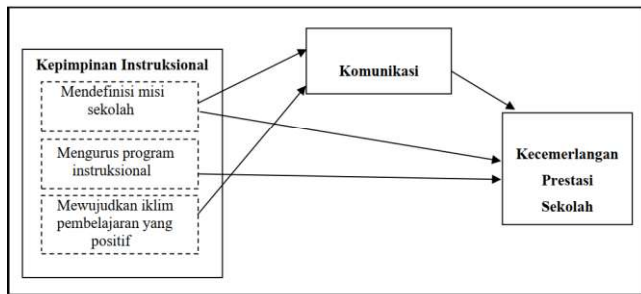 Kepimpinan Instruksional
Mendefinisi misi
sekolah
Mengurus program
instruksional
Mewujudkan iklim
pembelajaran yang
positif
Komunikasi
Kecemerlangan
Prestasi
Sekolah